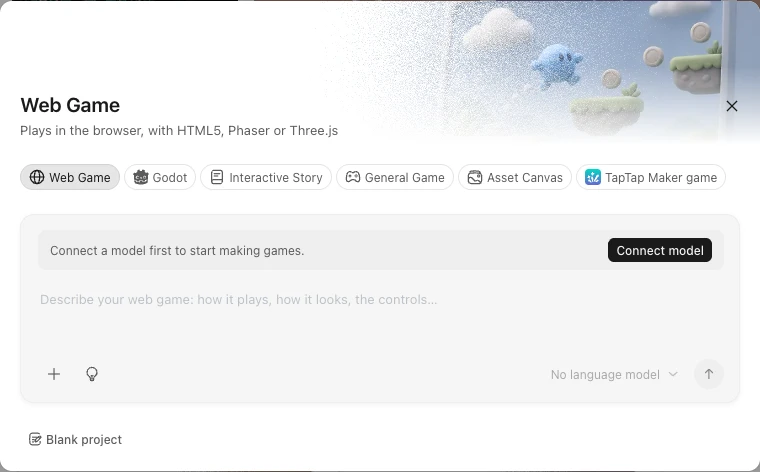 Web Game
Plays in the browser, with HTML5, Phaser or Three.js
Web Game
Godot
Interactive Story
General Game
Asset Canvas
TapTap Maker game
Connect a model first to start making games.
Connect model
Describe your web game: how it plays, how it looks, the controls...
No language model
Blank project